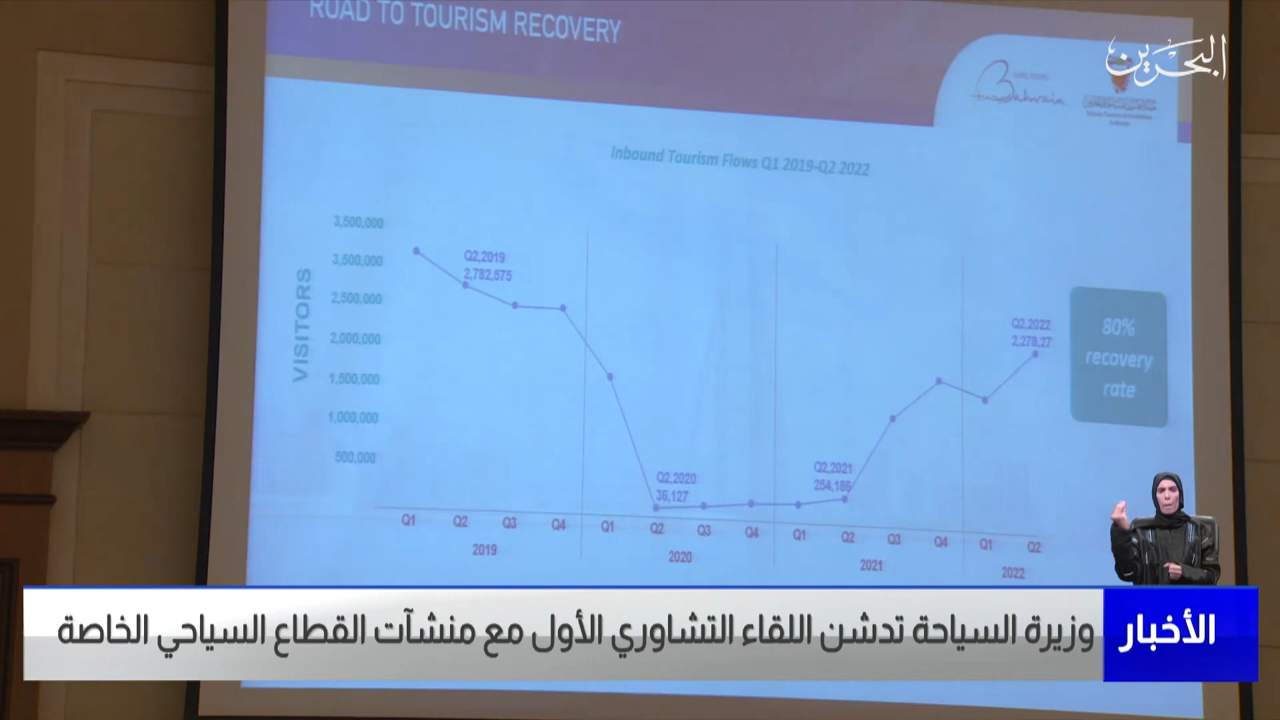 ROAD TO TOURISM RECOVERY
البحرين
Bahrain
Inbound Tourism Flows Q1 2019-Q2 2022
VISITORS
3,500,000
3,500,000
2,500,000
2,000,000
1,500,000
1,000,000
500,000
Q2,2019
2,782,575
Q2,2020
36,127
Q2,2021
254,186
Q2,2022
2,278,27
80%
recovery
rate
Q1 Q2 Q3 Q4 Q1 Q2 Q3 Q4 Q1 Q2 Q3 Q4 Q1 Q2
2019 2020 2021 2022
الأخبار
وزيرة السياحة تدشن اللقاء التشاوري الأول مع منشآت القطاع السياحي الخاصة